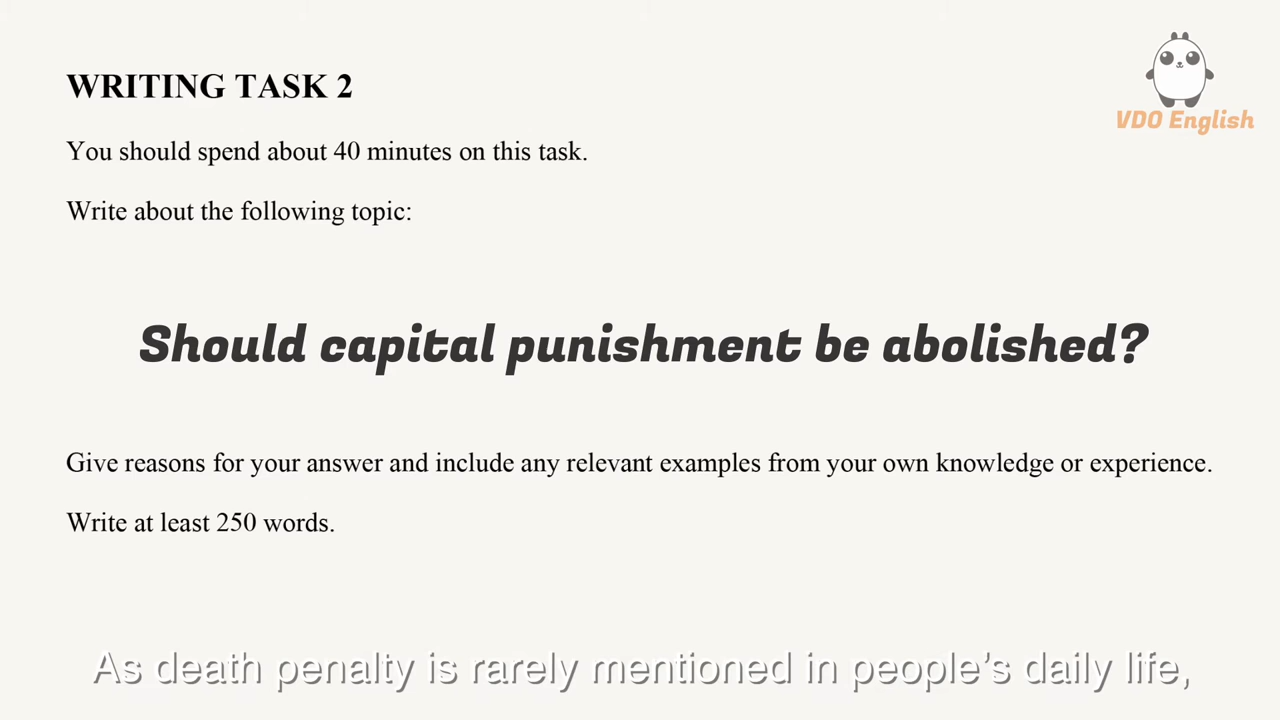 WRITING TASK 2
VDO English
You should spend about 40 minutes on this task.
Write about the following topic:
Should capital punishment be abolished?
Give reasons for your answer and include any relevant examples from your own knowledge or experience.
Write at least 250 words.
As death penalty is rarely mentioned in people's daily life,